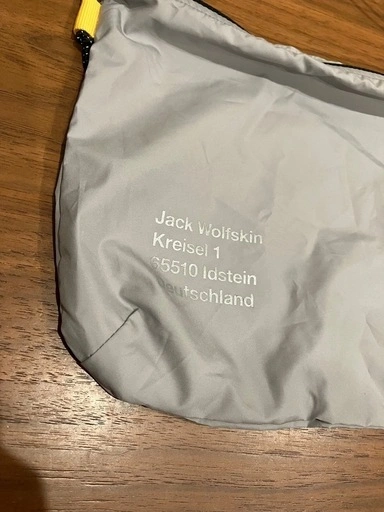 Jack Wolfskin
Kreisel 1
65510 Idstein
Deutschland